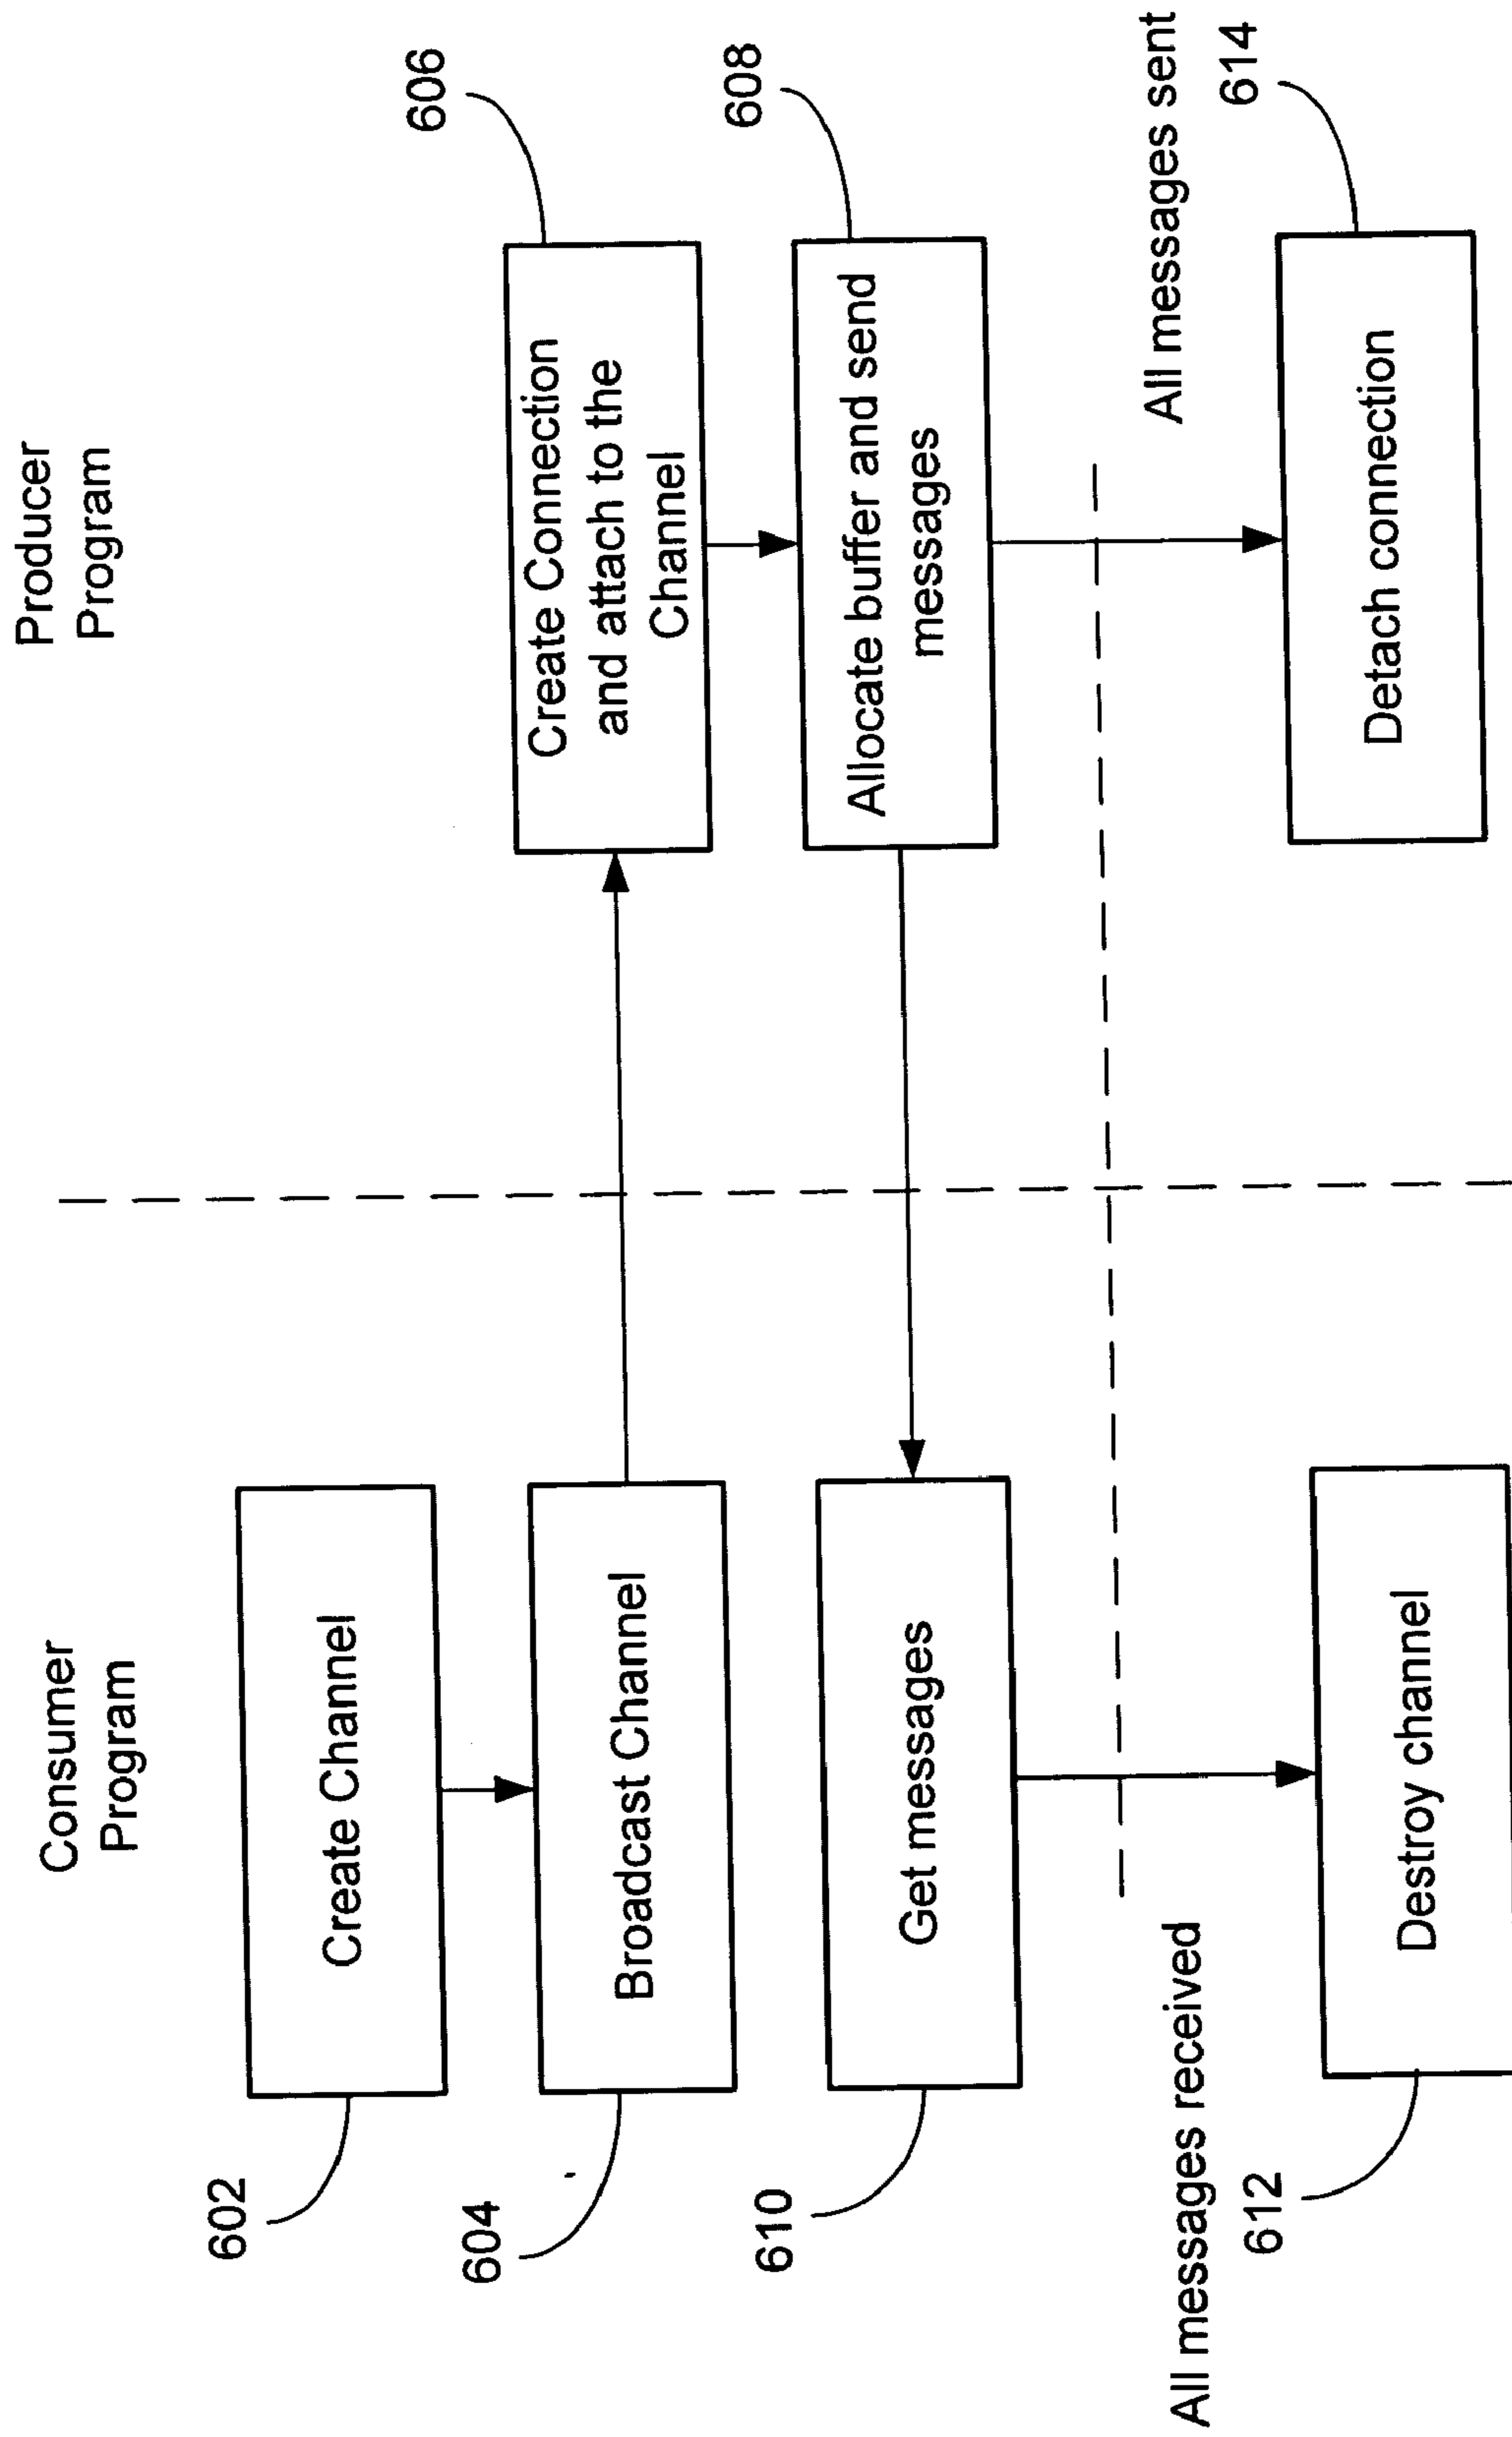 Consumer
Program
Producer
Program
602
Create Channel
604
Broadcast Channel
606
Create Connection
and attach to the
Channel
608
Allocate buffer and send
messages
610
Get messages
All messages received
All messages sent
612
Destroy channel
614
Detach connection